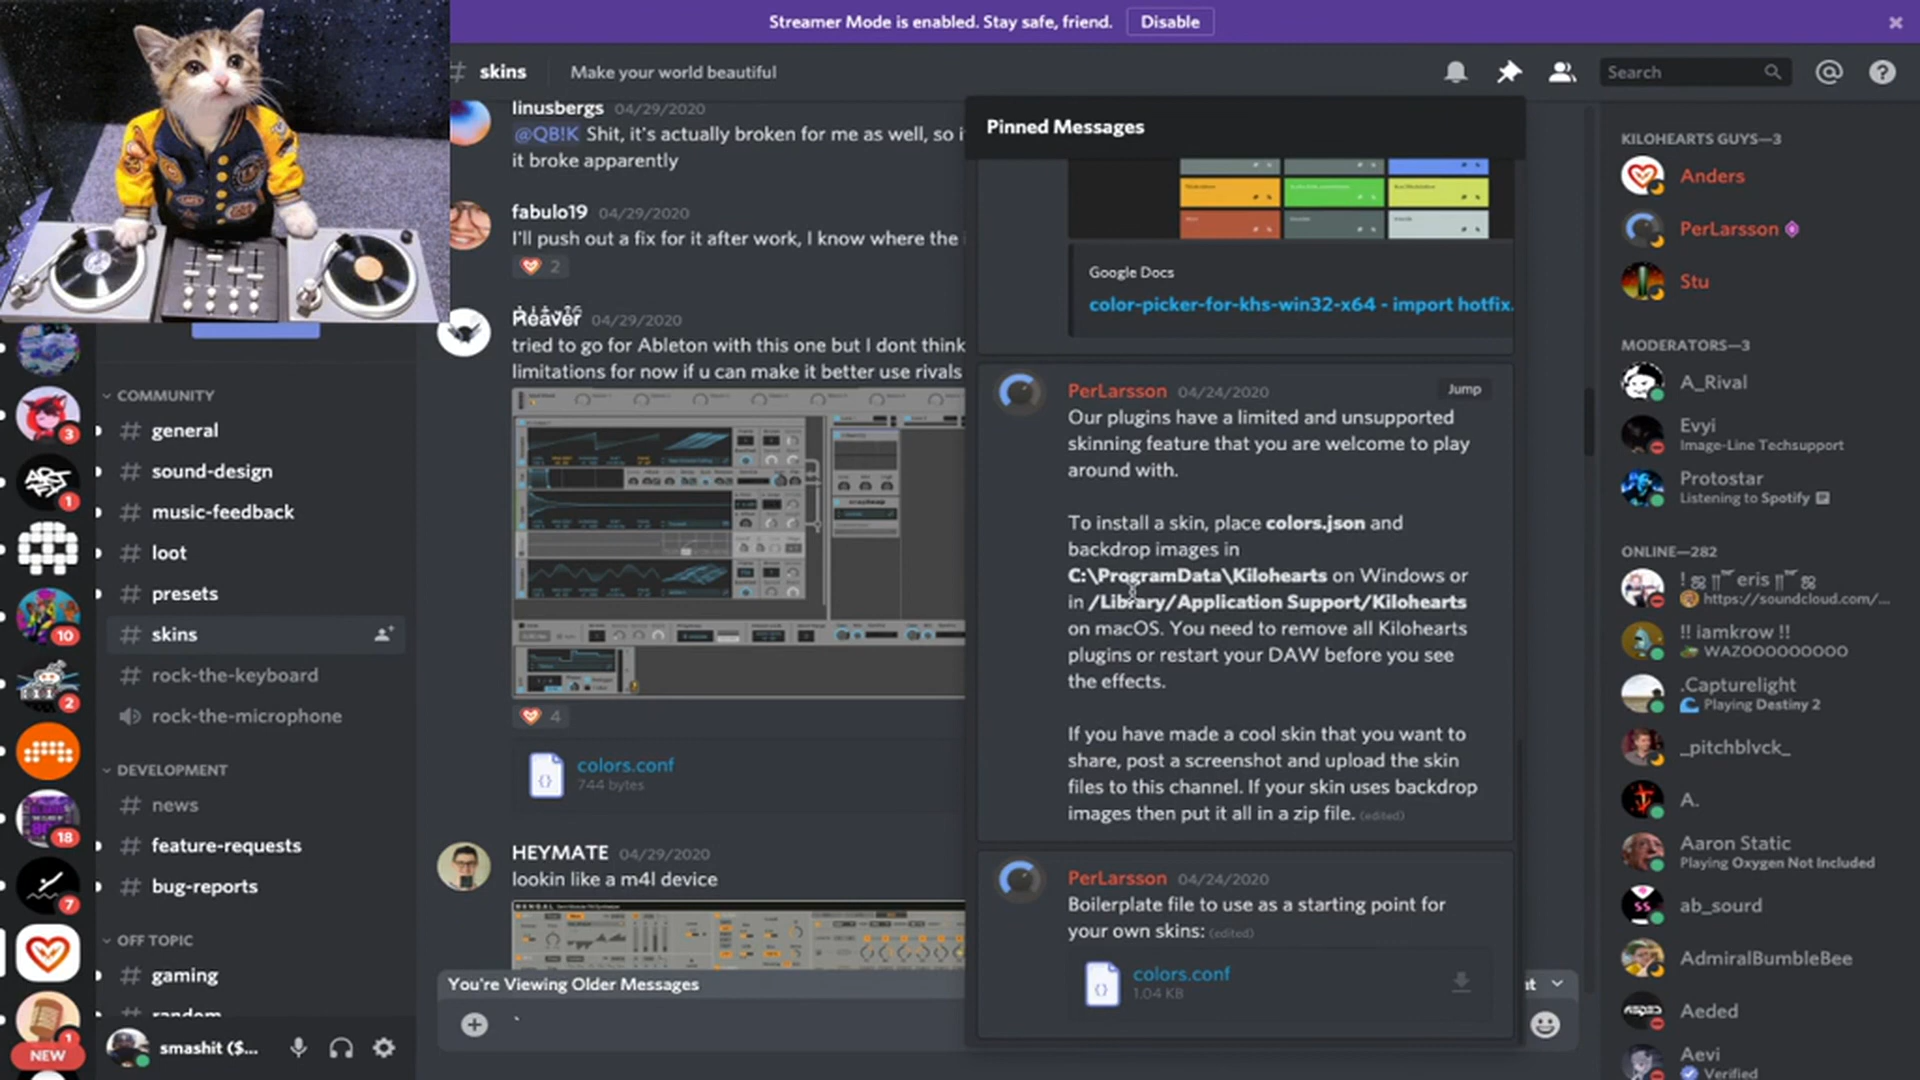 Streamer Mode is enabled. Stay safe, friend.
Disable
skins
Make your world beautiful
Search
linusbergs 04/29/2020
@QB!K Shit, it's actually broken for me as well, so i
it broke apparently
fabulo19 04/29/2020
I'll push out a fix for it after work, I know where the
2
04/29/2020
tried to go for Ableton with this one but I dont think
limitations for now if u can make it better use rivals
4
colors.conf
744 bytes
HEYMATE 04/29/2020
lookin like a m4l device
You're Viewing Older Messages
`
Pinned Messages
Google Docs
color-picker-for-khs-win32-x64 - import hotfix.
PerLarsson 04/24/2020
Jump
Our plugins have a limited and unsupported
skinning feature that you are welcome to play
around with.
To install a skin, place colors.json and
backdrop images in
C:\ProgramData\Kilohearts on Windows or
in /Library/Application Support/Kilohearts
on macOS. You need to remove all Kilohearts
plugins or restart your DAW before you see
the effects.
If you have made a cool skin that you want to
share, post a screenshot and upload the skin
files to this channel. If your skin uses backdrop
images then put it all in a zip file. (edited)
PerLarsson 04/24/2020
Boilerplate file to use as a starting point for
your own skins: (edited)
colors.conf
1.04 KB
COMMUNITY
# general
# sound-design
# music-feedback
# loot
# presets
# skins
# rock-the-keyboard
rock-the-microphone
DEVELOPMENT
# news
# feature-requests
# bug-reports
OFF TOPIC
# gaming
# random
smashit ($...
3
1
10
2
18
7
1
NEW
KILOHEARTS GUYS—3
Anders
PerLarsson
Stu
MODERATORS—3
A_Rival
Evyi
Image-Line Techsupport
Protostar
Listening to Spotify
ONLINE—282
eris
https://soundcloud.com/...
!! iamkrow !!
WAZOOOOOOOOO
.Capturelight
Playing Destiny 2
_pitchblvck_
A.
Aaron Static
Playing Oxygen Not Included
ab_sourd
AdmiralBumbleBee
Aeded
Aevi
Verified